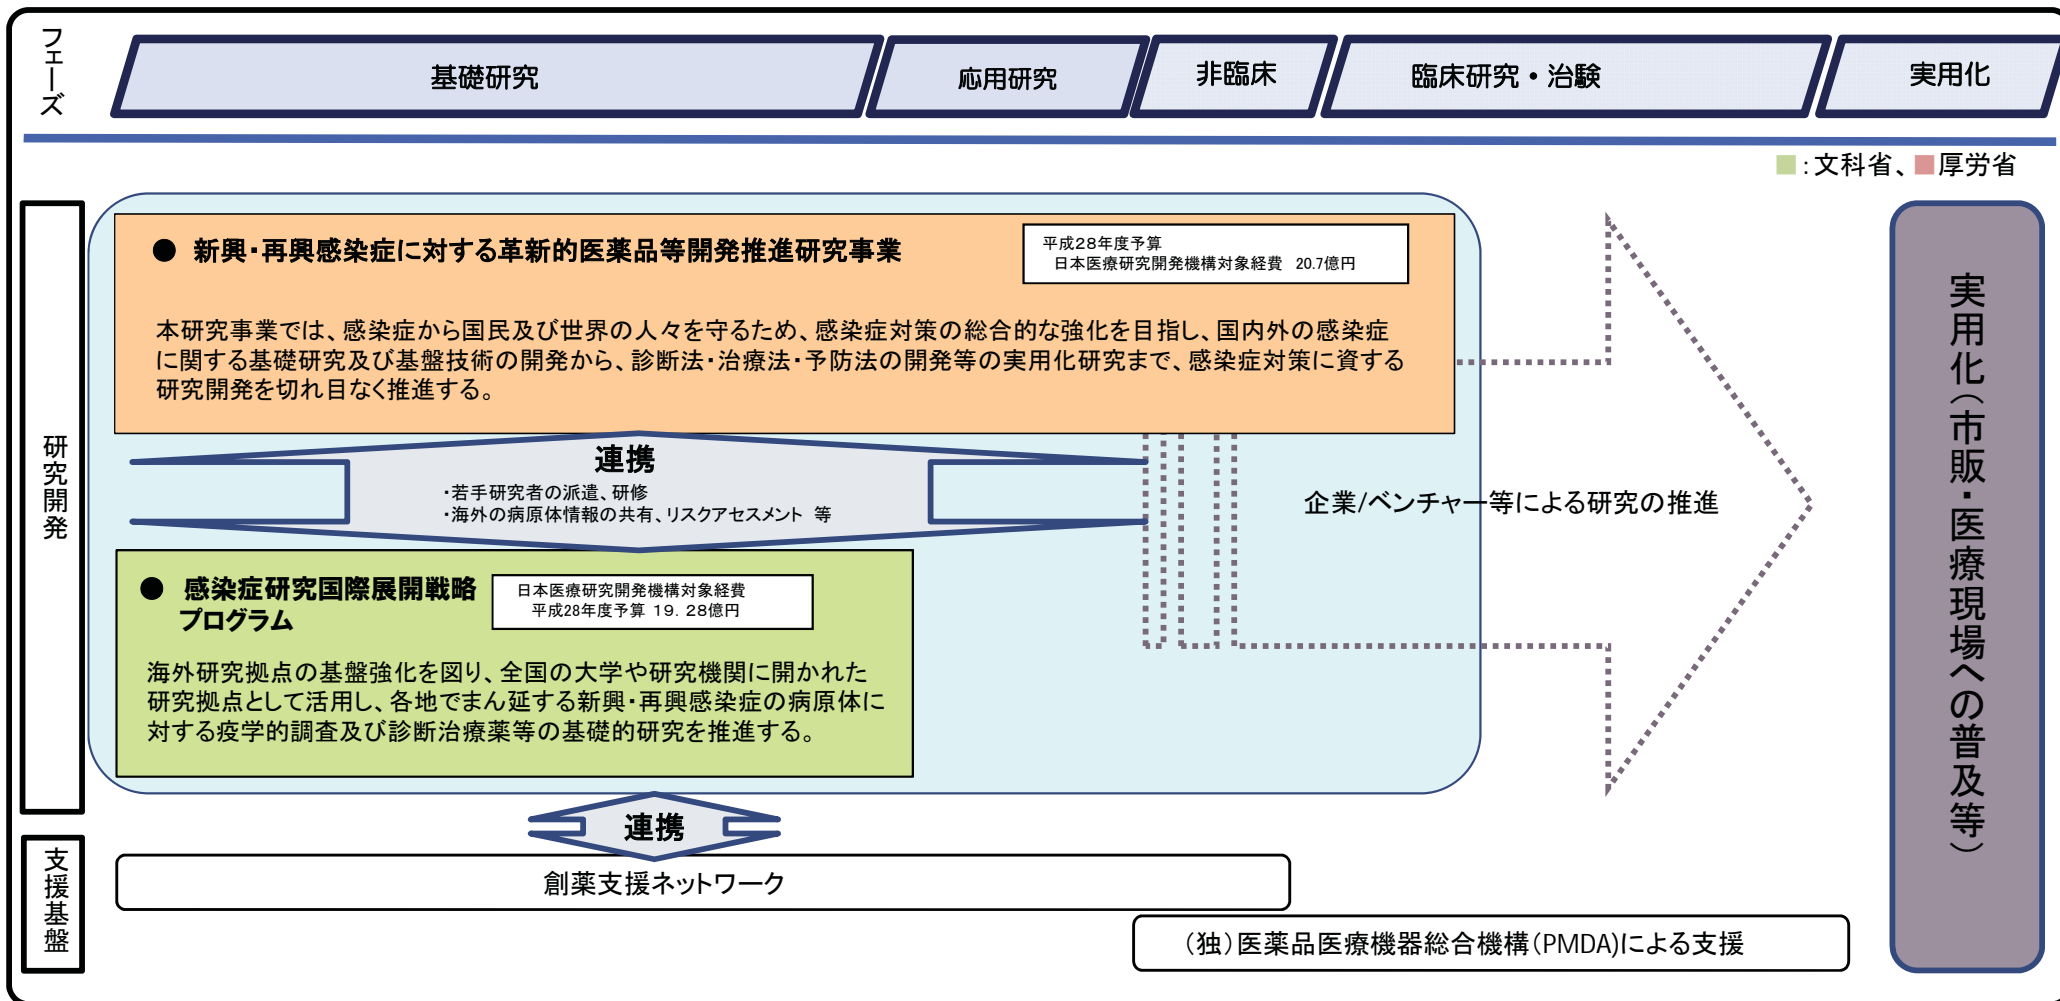 フェーズ
基礎研究
応用研究
非臨床
臨床研究・治験
実用化
■:文科省、■厚労省
研究開発
● 新興・再興感染症に対する革新的医薬品等開発推進研究事業
平成28年度予算
日本医療研究開発機構対象経費 20.7億円
本研究事業では、感染症から国民及び世界の人々を守るため、感染症対策の総合的な強化を目指し、国内外の感染症
に関する基礎研究及び基盤技術の開発から、診断法・治療法・予防法の開発等の実用化研究まで、感染症対策に資する
研究開発を切れ目なく推進する。
連携
・若手研究者の派遣、研修
・海外の病原体情報の共有、リスクアセスメント 等
企業/ベンチャー等による研究の推進
● 感染症研究国際展開戦略
プログラム
日本医療研究開発機構対象経費
平成28年度予算 19.28億円
海外研究拠点の基盤強化を図り、全国の大学や研究機関に開かれた
研究拠点として活用し、各地でまん延する新興・再興感染症の病原体に
対する疫学的調査及び診断治療薬等の基礎的研究を推進する。
実用化(市販・医療現場への普及等)
連携
支援基盤
創薬支援ネットワーク
(独)医薬品医療機器総合機構(PMDA)による支援